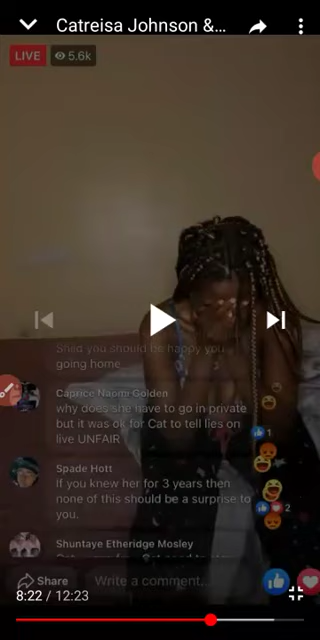 Catreisa Johnson &...
LIVE 5.6k
Shiid you should be happy you
going home
Caprice Naomi Golden
why does she have to go in private
but it was ok for Cat to tell lies on
live UNFAIR
1
Spade Hott
If you knew her for 3 years then
none of this should be a surprise to
you.
2
Shuntaye Etheridge Mosley
Share Write a comment...
8:22 / 12:23